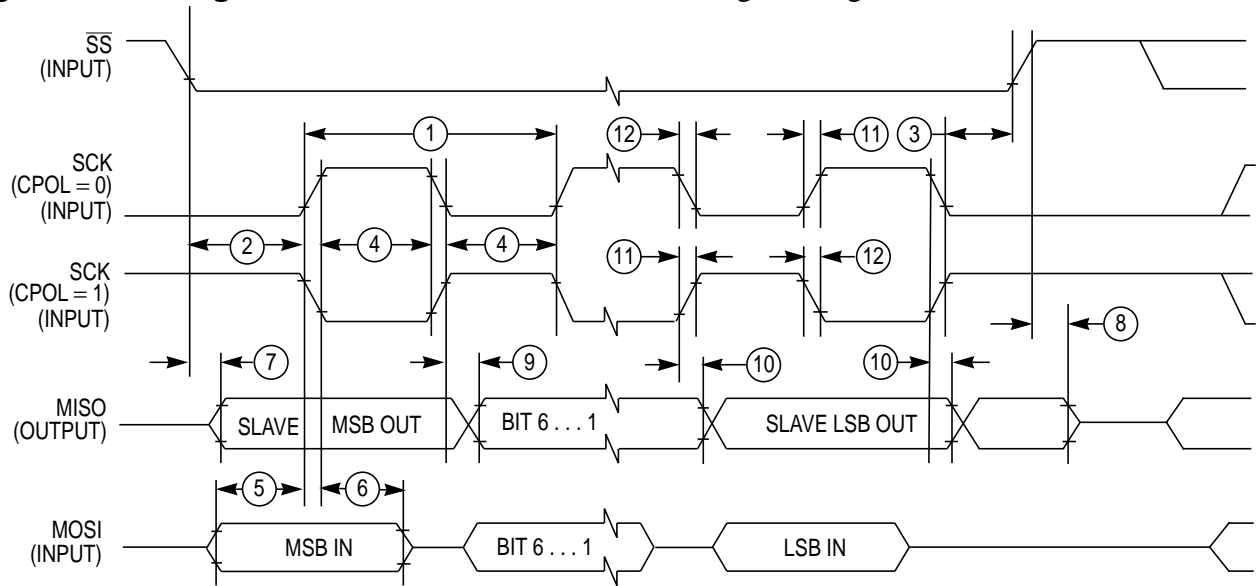 SS
(INPUT)
1
12
11
3
SCK
(CPOL = 0)
(INPUT)
2
4
4
11
12
SCK
(CPOL = 1)
(INPUT)
7
9
10
10
8
MISO
(OUTPUT)
SLAVE
MSB OUT
BIT 6 . . . 1
SLAVE LSB OUT
5
6
MOSI
(INPUT)
MSB IN
BIT 6 . . . 1
LSB IN